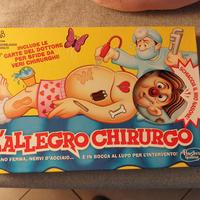 INCLUDE LE
CARTE DEL DOTTORE
PER SFIDE DA
VERI CHIRURGHI!
L'ALLEGRO CHIRURGO
MANO FERMA, NERVI D'ACCIAIO...
E IN BOCCA AL LUPO PER L'INTERVENTO!
Hasbro